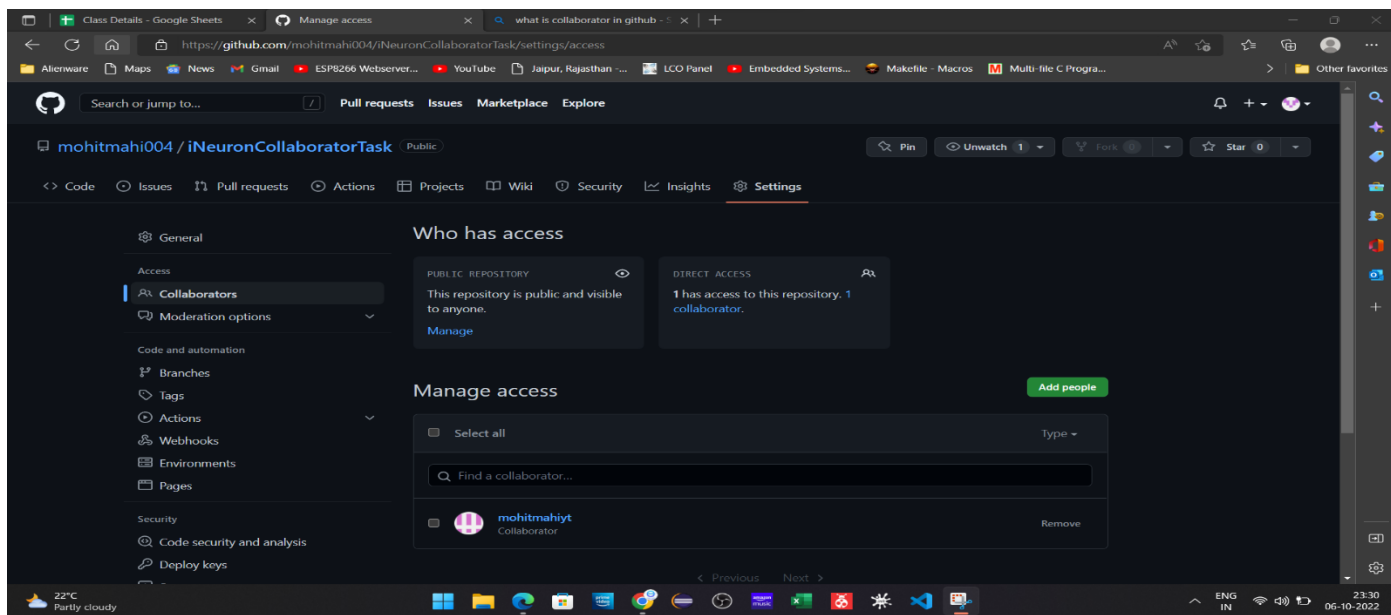 Class Details - Google Sheets
Manage access
what is collaborator in github - S
https://github.com/mohitmahi004/iNeuronCollaboratorTask/settings/access
Alienware Maps News Gmail ESP8266 Webserver... YouTube Jaipur, Rajasthan -... LCO Panel Embedded Systems... Makefile - Macros Multi-file C Progra... Other favorites
Search or jump to... / Pull requests Issues Marketplace Explore
mohitmahi004 / iNeuronCollaboratorTask Public
Pin Unwatch 1 Fork 0 Star 0
Code Issues Pull requests Actions Projects Wiki Security Insights Settings
General
Access
Collaborators
Moderation options
Code and automation
Branches
Tags
Actions
Webhooks
Environments
Pages
Security
Code security and analysis
Deploy keys
Who has access
PUBLIC REPOSITORY
This repository is public and visible
to anyone.
Manage
DIRECT ACCESS
1 has access to this repository. 1
collaborator.
Manage access
Add people
Select all
Type
Find a collaborator...
mohitmahiyt
Collaborator
Remove
< Previous Next >
22°C
Partly cloudy
ENG
IN
23:30
06-10-2022